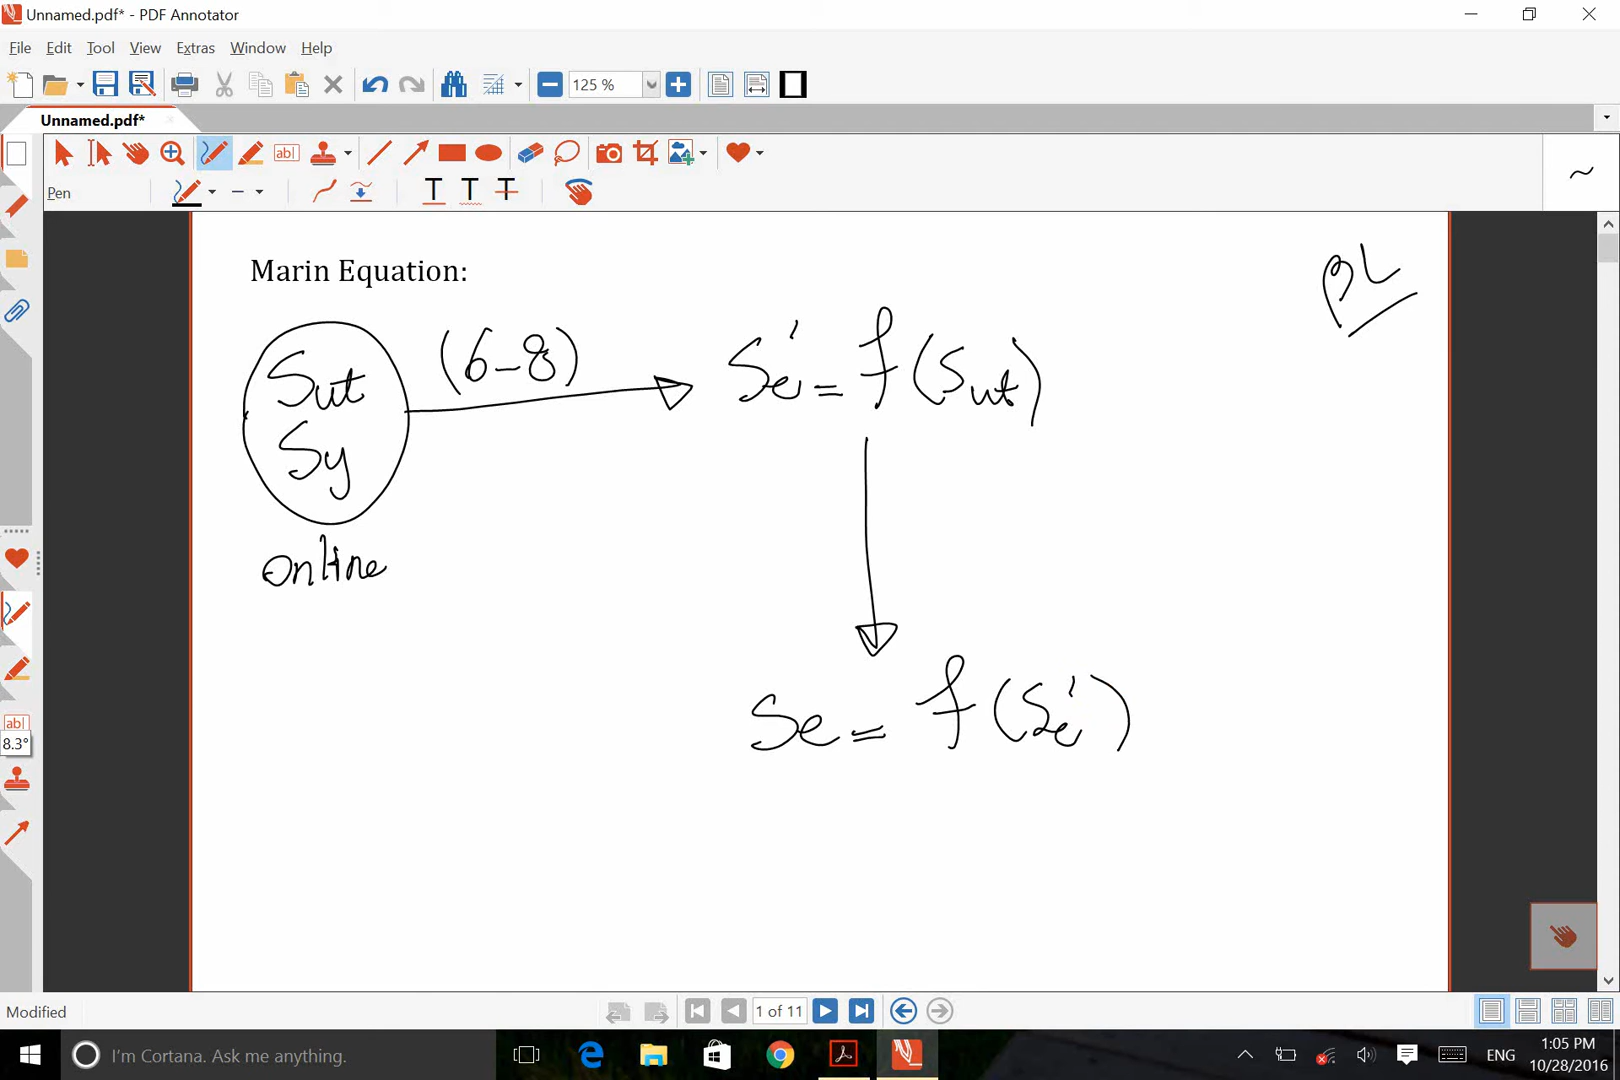 Unnamed.pdf* - PDF Annotator
File Edit Tool View Extras Window Help
125 %
Unnamed.pdf*
ab|
Pen
T T T
Marin Equation:
Sut
Sy
(6-8)
Se' = f(Sut)
online
Se = f(Se')
ab|
8.3°
Modified
1 of 11
I'm Cortana. Ask me anything.
ENG
1:05 PM
10/28/2016